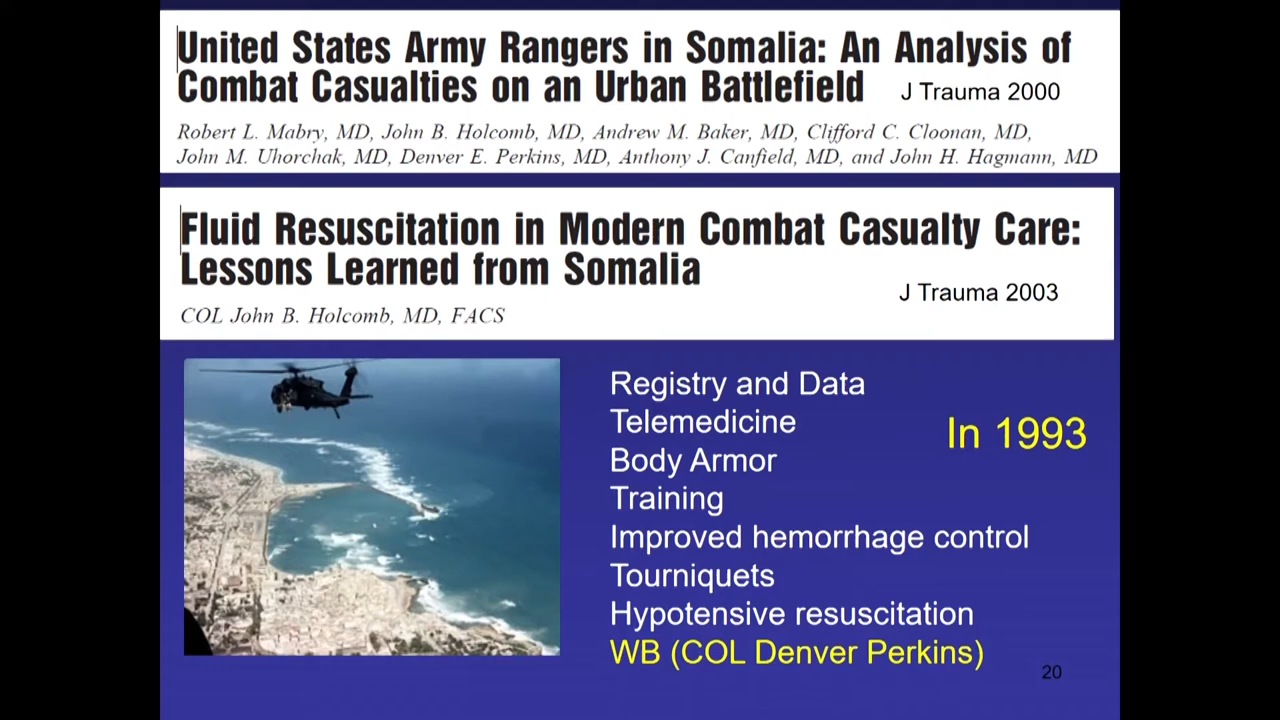 United States Army Rangers in Somalia: An Analysis of
Combat Casualties on an Urban Battlefield J Trauma 2000
Robert L. Mabry, MD, John B. Holcomb, MD, Andrew M. Baker, MD, Clifford C. Cloonan, MD,
John M. Uhorchak, MD, Denver E. Perkins, MD, Anthony J. Canfield, MD, and John H. Hagmann, MD
Fluid Resuscitation in Modern Combat Casualty Care:
Lessons Learned from Somalia
J Trauma 2003
COL John B. Holcomb, MD, FACS
Registry and Data
Telemedicine
In 1993
Body Armor
Training
Improved hemorrhage control
Tourniquets
Hypotensive resuscitation
WB (COL Denver Perkins)
20